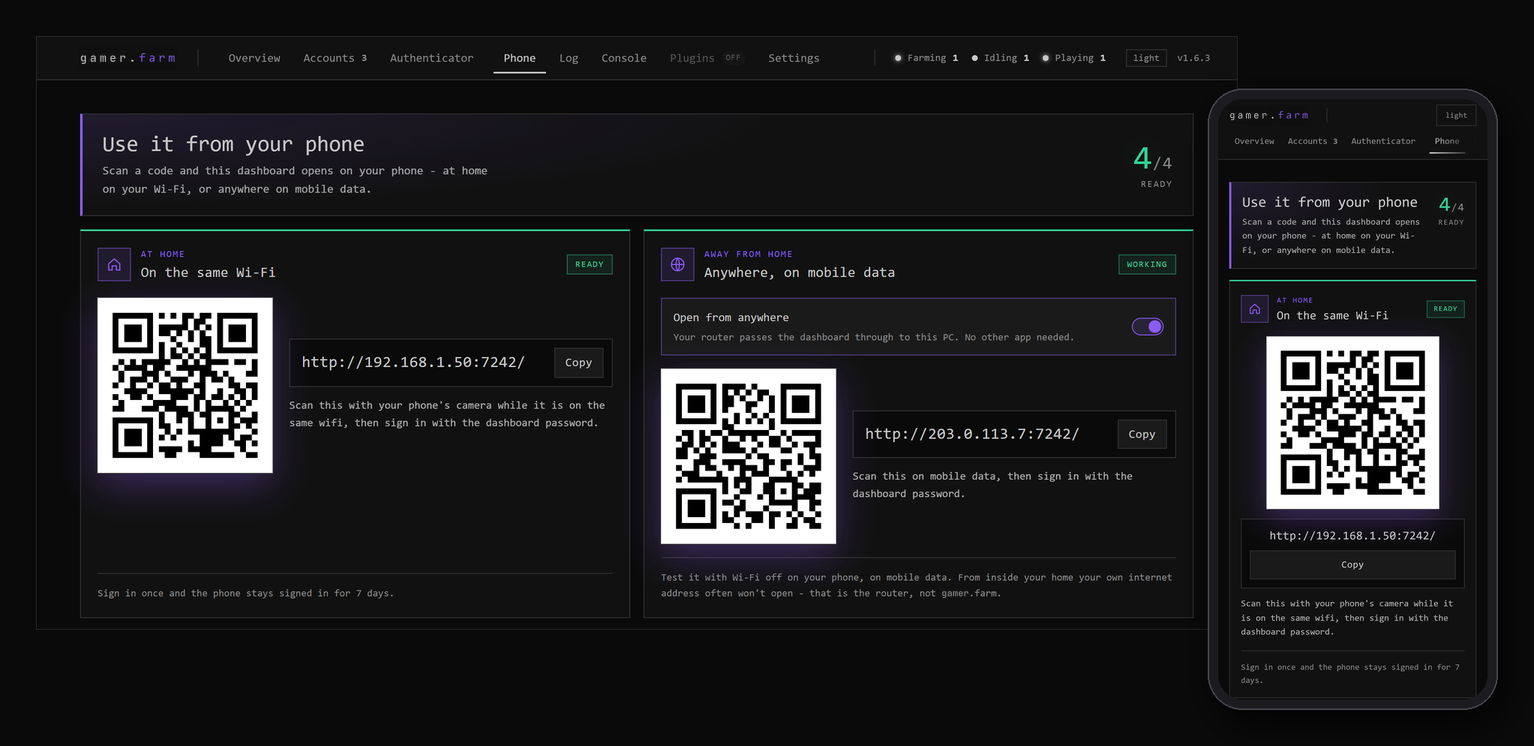 gamer.farm
Overview Accounts 3 Authenticator Phone Log Console Plugins OFF Settings
Farming 1 Idling 1 Playing 1 light v1.6.3
Use it from your phone
Scan a code and this dashboard opens on your phone - at home
on your Wi-Fi, or anywhere on mobile data.
4/4
READY
AT HOME
On the same Wi-Fi
READY
http://192.168.1.50:7242/ Copy
Scan this with your phone's camera while it is on the
same wifi, then sign in with the dashboard password.
Sign in once and the phone stays signed in for 7 days.
AWAY FROM HOME
Anywhere, on mobile data
WORKING
Open from anywhere
Your router passes the dashboard through to this PC. No other app needed.
http://203.0.113.7:7242/ Copy
Scan this on mobile data, then sign in with the
dashboard password.
Test it with Wi-Fi off on your phone, on mobile data. From inside your home your own internet
address often won't open - that is the router, not gamer.farm.
gamer.farm light
Overview Accounts 3 Authenticator Phone
Use it from your phone
Scan a code and this dashboard opens
on your phone - at home on your Wi-
Fi, or anywhere on mobile data.
4/4
READY
AT HOME
On the same Wi-Fi
READY
http://192.168.1.50:7242/
Copy
Scan this with your phone's camera while it
is on the same wifi, then sign in with the
dashboard password.
Sign in once and the phone stays signed in for 7
days.